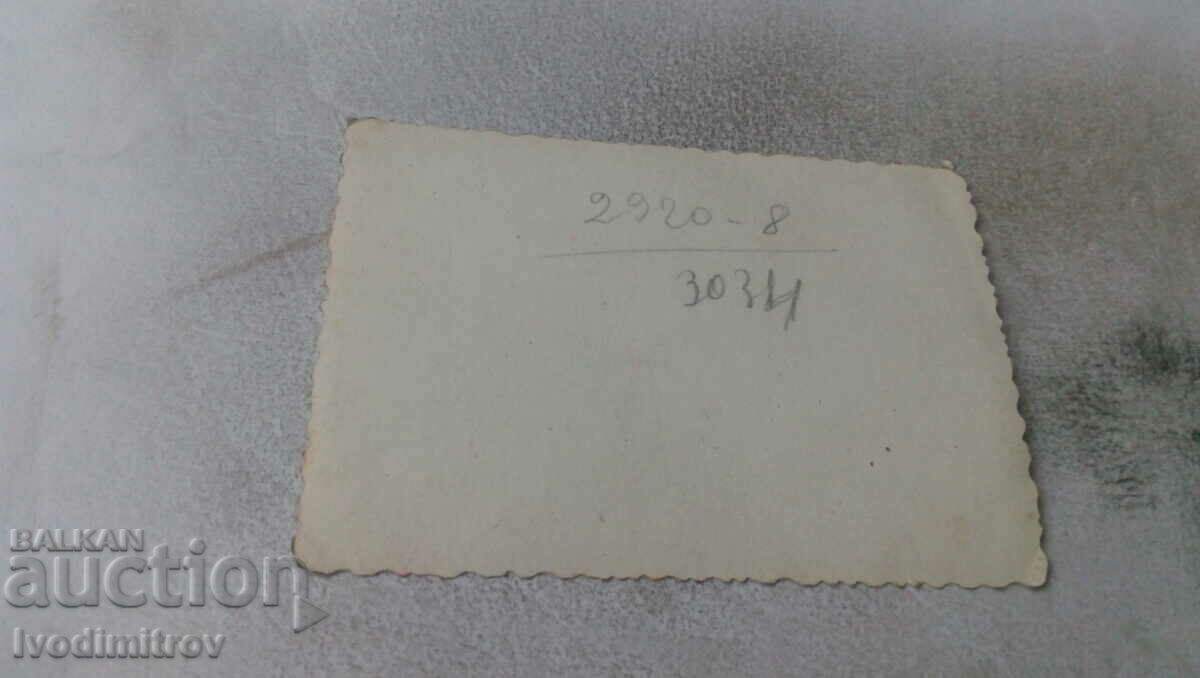 2920-8
3034
BALKAN
auction
Ivodimitrov